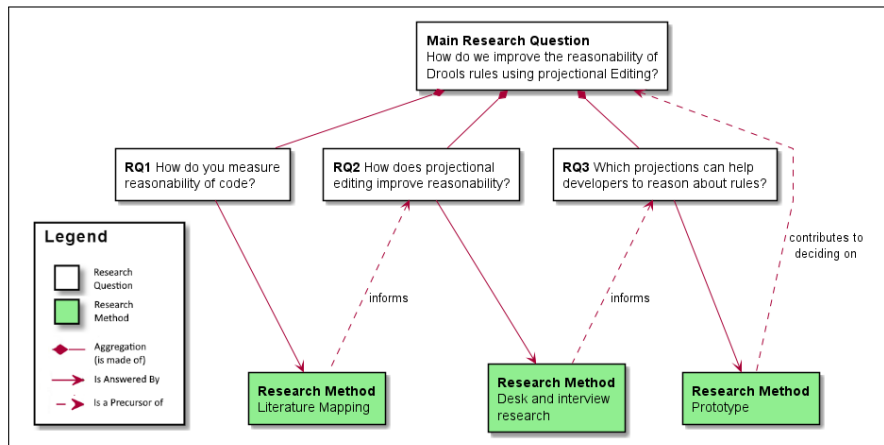 Main Research Question
How do we improve the reasonability of
Drools rules using projectional Editing?
RQ1 How do you measure
reasonability of code?
RQ2 How does projectional
editing improve reasonability?
RQ3 Which projections can help
developers to reason about rules?
contributes to
deciding on
informs
informs
Legend
Research
Question
Research
Method
Aggregation
(is made of)
Is Answered By
Is a Precursor of
Research Method
Literature Mapping
Research Method
Desk and interview
research
Research Method
Prototype